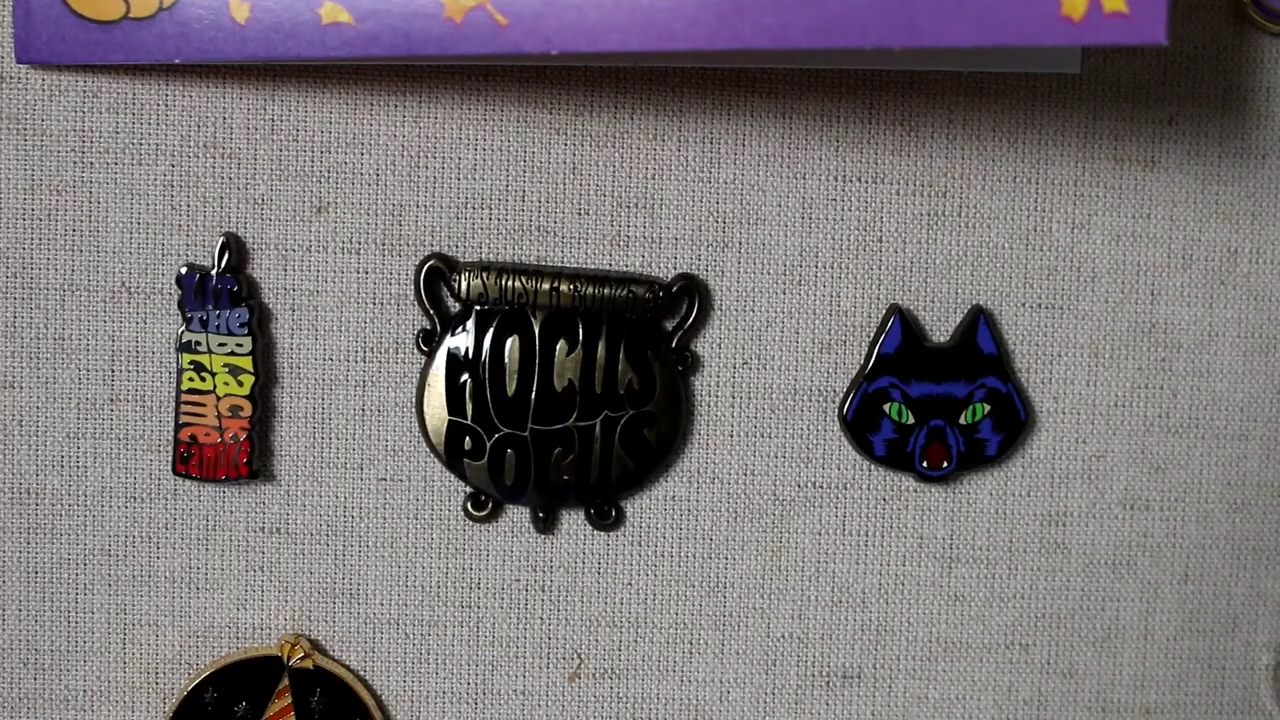 LIT
THE
BLACK
FLAME
CANDLE
IT'S JUST A BUNCH OF
HOCUS
POCUS